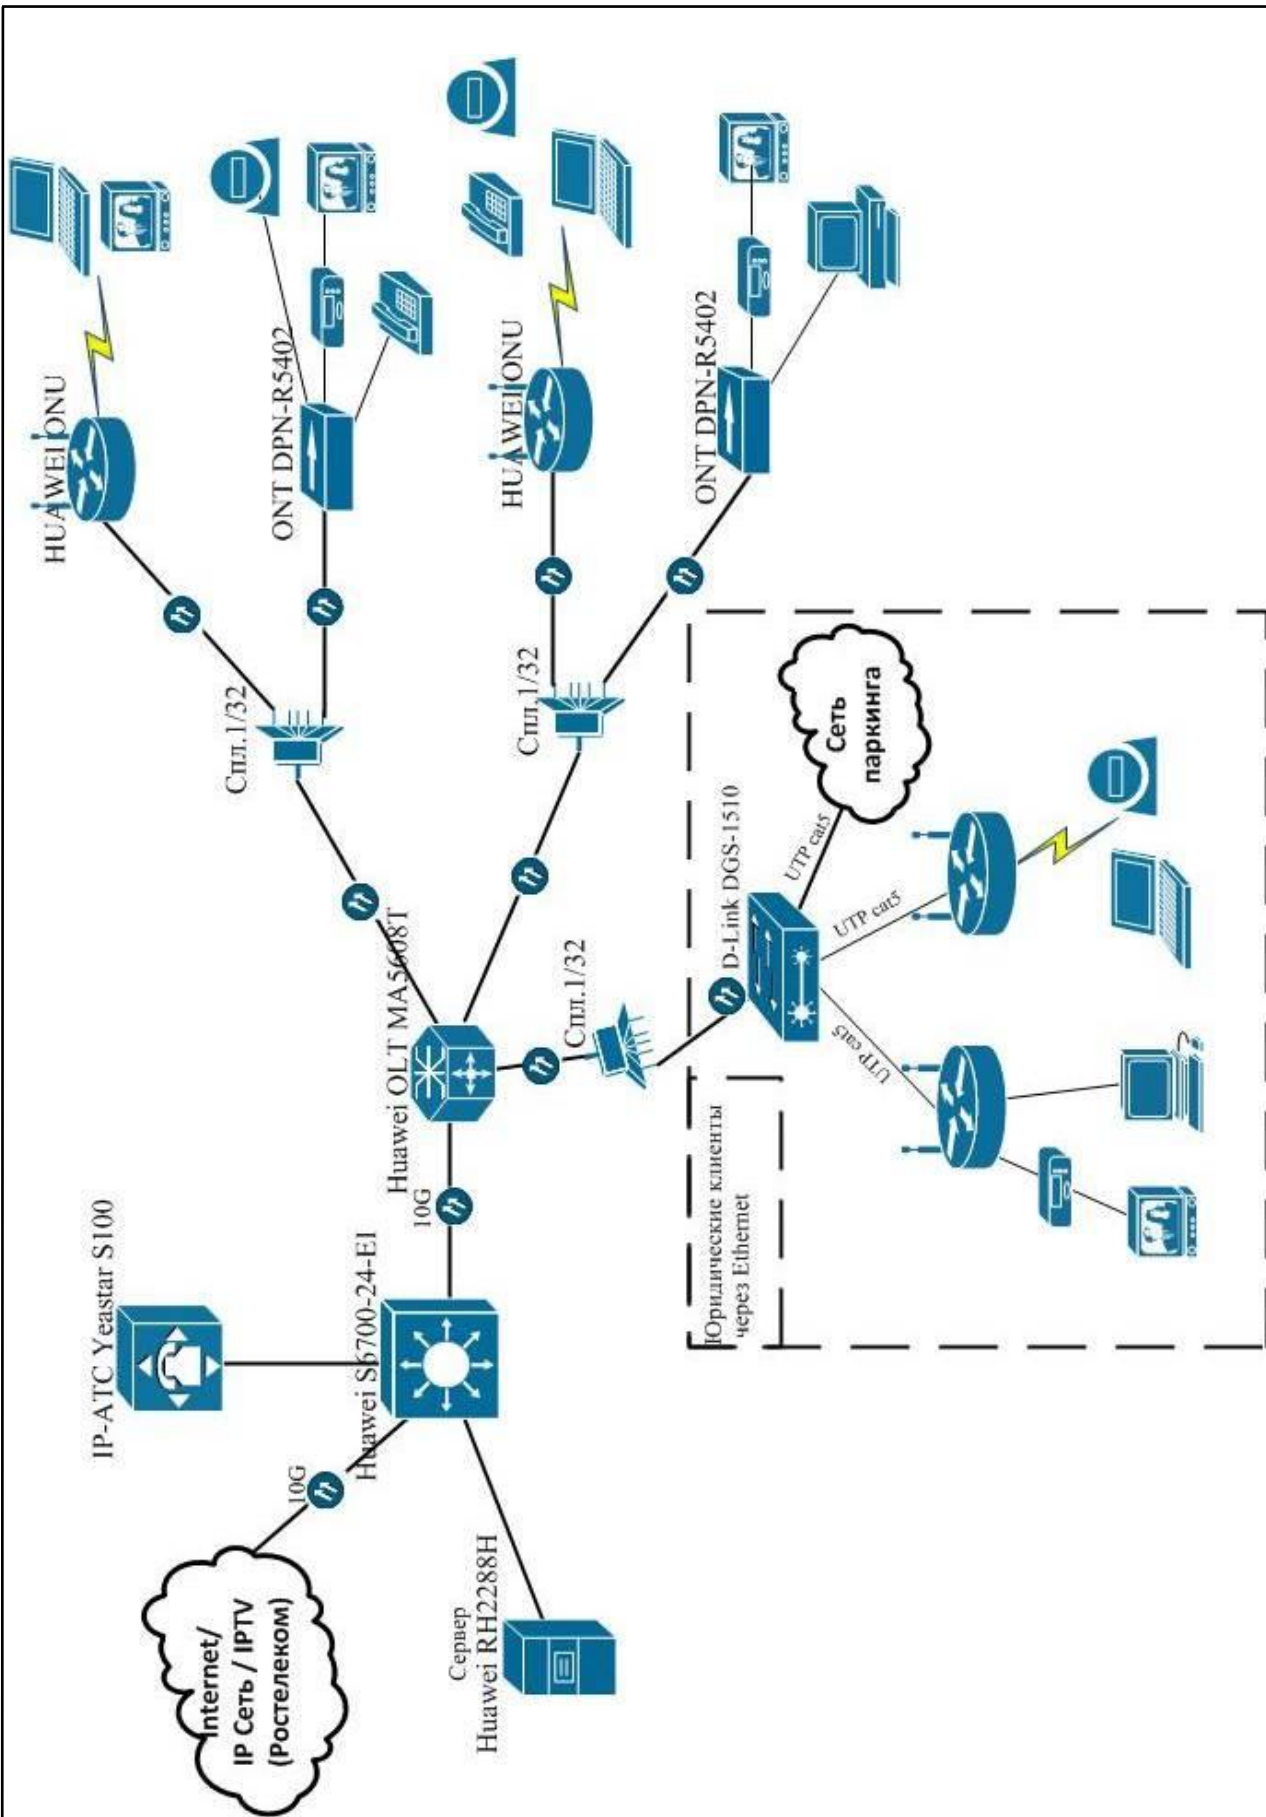 HUAWEI ONU
ONT DPN-R5402
HUAWEI ONU
ONT DPN-R5402
Спл.1/32
Спл.1/32
Спл.1/32
Huawei OLT MA5608T
10G
IP-АТС Yeastar S100
Huawei S6700-24-EI
10G
Internet/
IP Сеть / IPTV
(Ростелеком)
Сервер
Huawei RH2288H
D-Link DGS-1510
UTP cat5
Сеть
паркинга
UTP cat5
UTP cat5
Юридические клиенты
через Ethernet